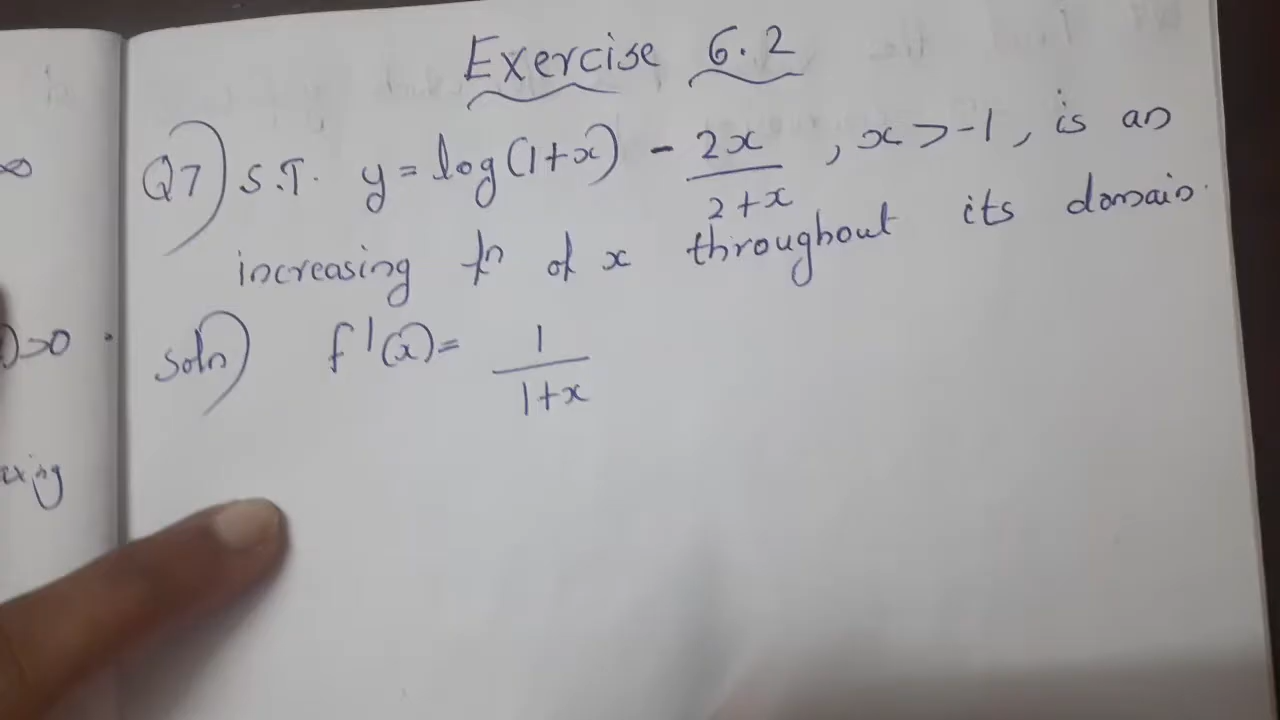 Exercise 6.2
Q7) S.T. y = log(1+x) - 2x/2+x , x > -1, is an
increasing fn of x throughout its domain.
Soln) f'(x) = 1/1+x
∞
)>0 .